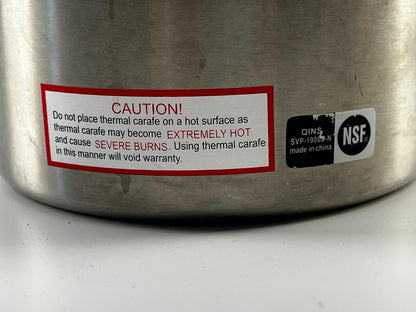 CAUTION!
Do not place thermal carafe on a hot surface as
thermal carafe may become EXTREMELY HOT
and cause SEVERE BURNS. Using thermal carafe
in this manner will void warranty.
QINS
made in china
NSF